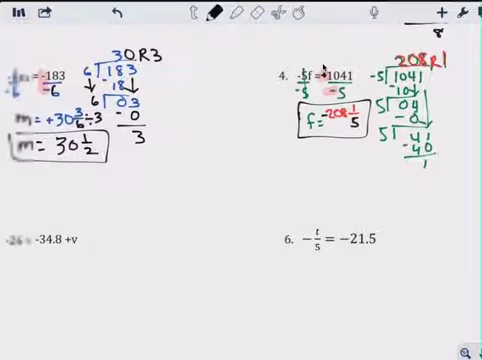 8
30R3
= -183
-6
6 183
18
6 03
- 0
3
m = +30 3/6 ÷3
m = 30 1/2
4. -5f = 1041
-5 -5
f = -208 1/5
208R1
-5 1041
-10
5 04
- 0
5 41
-40
1
-34.8 +v
6. - t/5 = -21.5